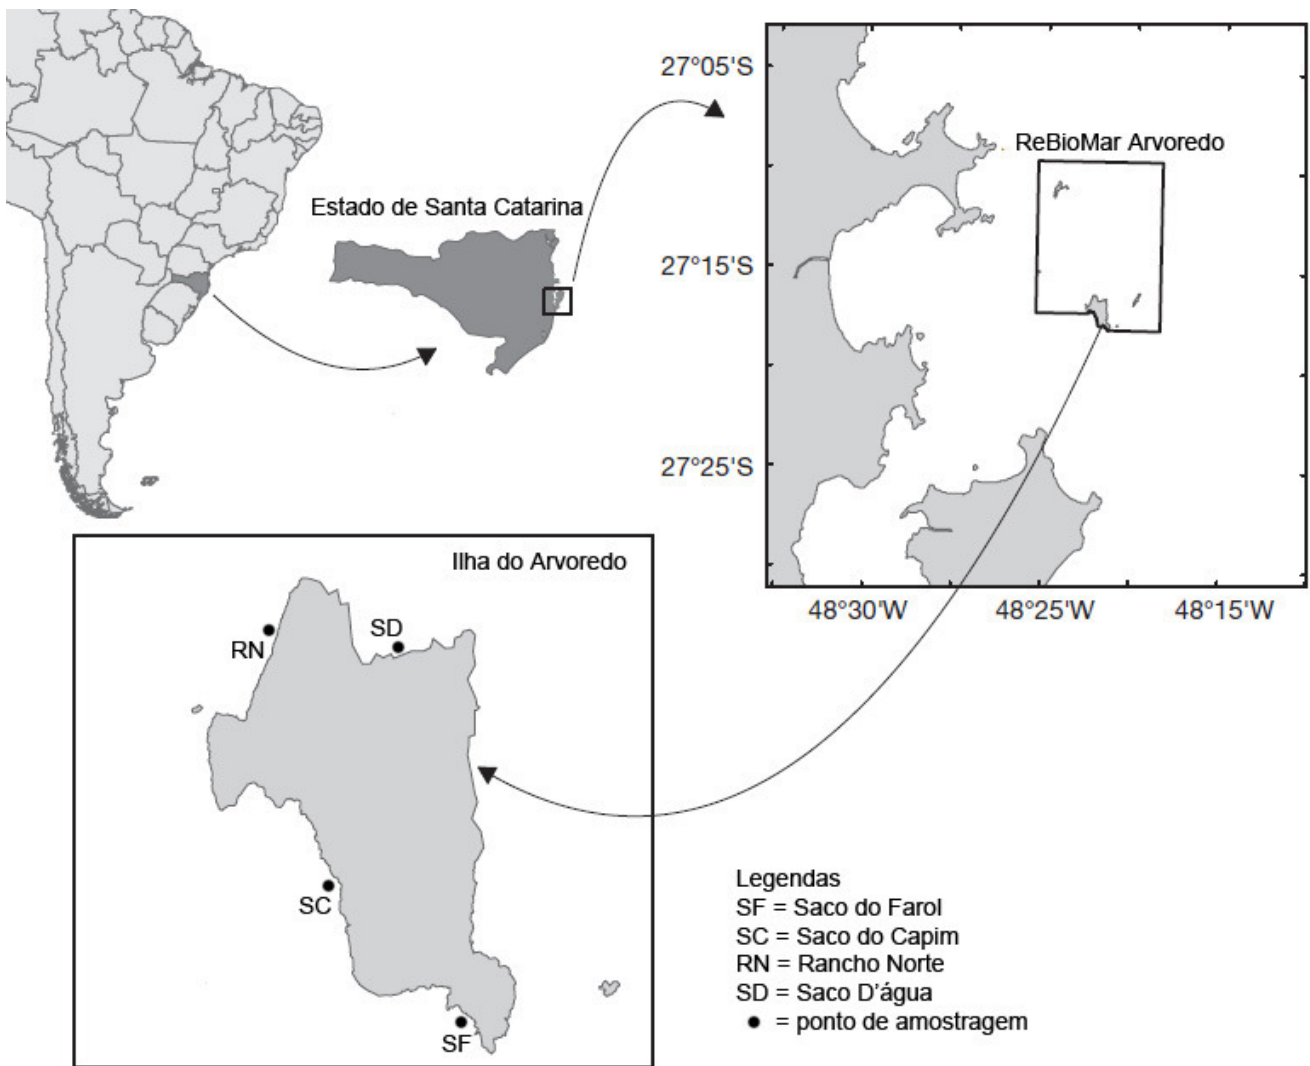 Estado de Santa Catarina
27°05'S
ReBioMar Arvoredo
27°15'S
27°25'S
48°30'W
48°25'W
48°15'W
Ilha do Arvoredo
RN
SD
SC
SF
Legendas
SF = Saco do Farol
SC = Saco do Capim
RN = Rancho Norte
SD = Saco D'água
● = ponto de amostragem